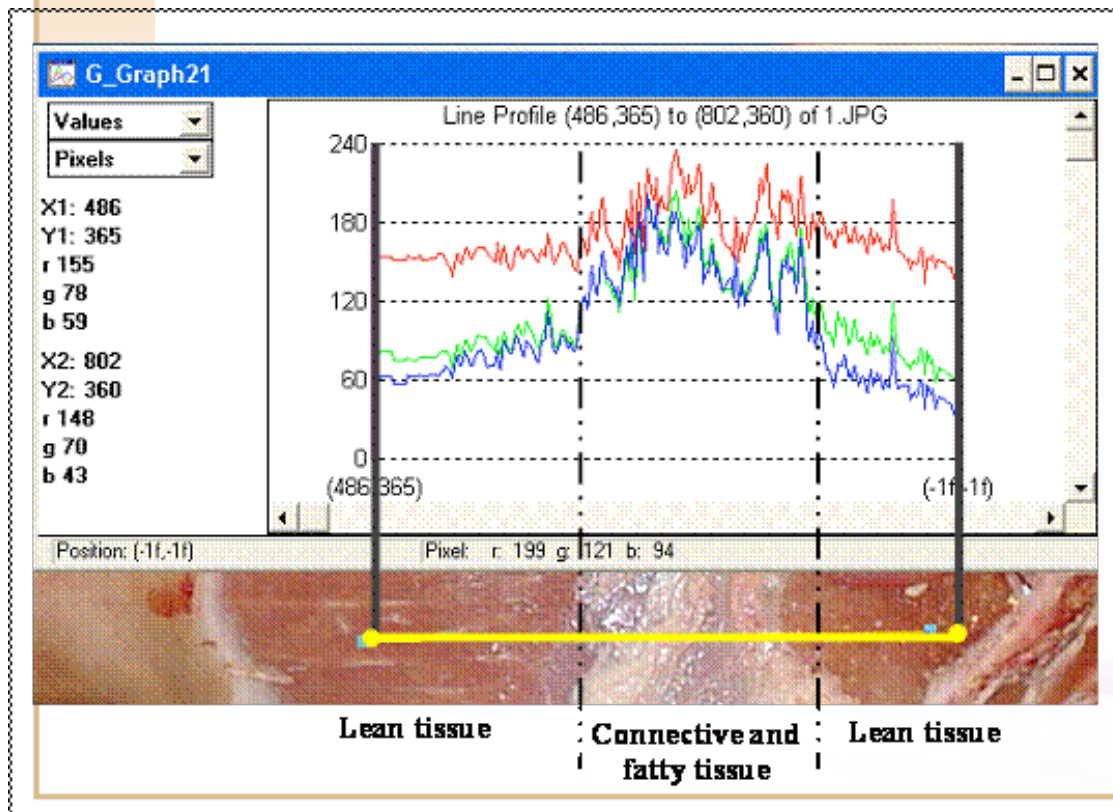 G_Graph21
Values
Pixels
X1: 486
Y1: 365
r 155
g 78
b 59
X2: 802
Y2: 360
r 148
g 70
b 43
Line Profile (486,365) to (802,360) of 1.JPG
240
180
120
60
0
(486,365)
(-1f,-1f)
Position: (-1f,-1f)
Pixel: r: 199 g: 121 b: 94
Lean tissue
Connective and
fatty tissue
Lean tissue